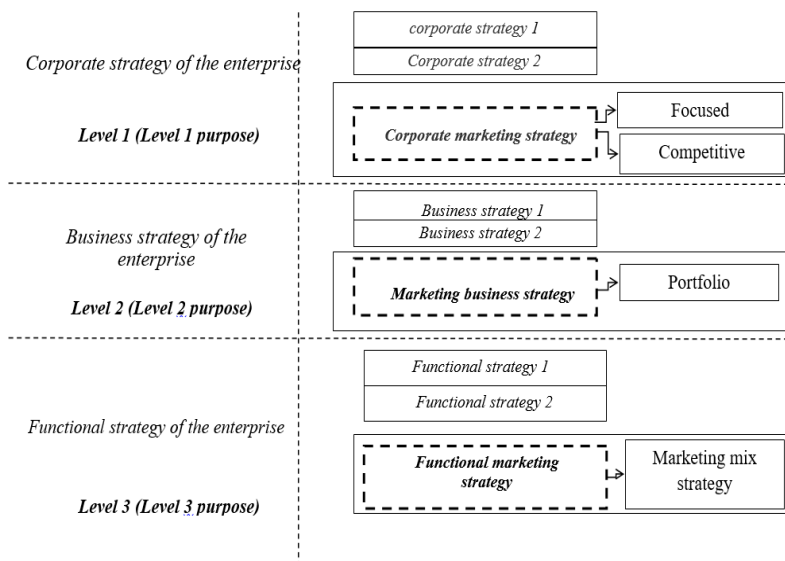 corporate strategy 1
Corporate strategy of the enterprise
Corporate strategy 2
Focused
Level 1 (Level 1 purpose)
Corporate marketing strategy
Competitive
Business strategy 1
Business strategy of the
enterprise
Business strategy 2
Marketing business strategy
Portfolio
Level 2 (Level 2 purpose)
Functional strategy 1
Functional strategy 2
Functional strategy of the enterprise
Functional marketing
strategy
Marketing mix
strategy
Level 3 (Level 3 purpose)